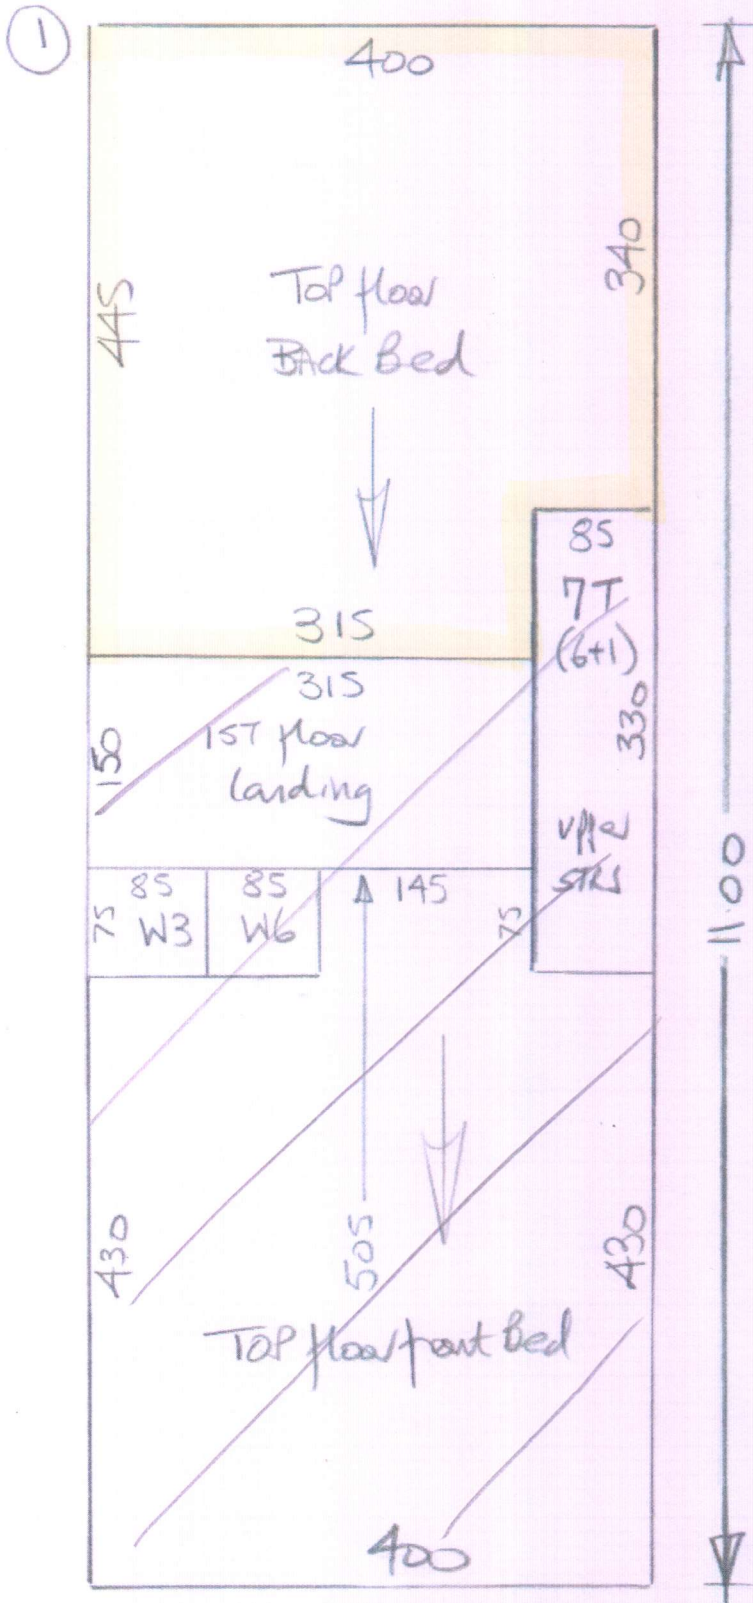 1
400
445
340
Top floor
Back Bed
315
85
7T
(6+1)
330
315
1ST floor
landing
150
85
W3
75
85
W6
145
75
upper
STRS
11.00
505
430
430
TOP floor front Bed
400